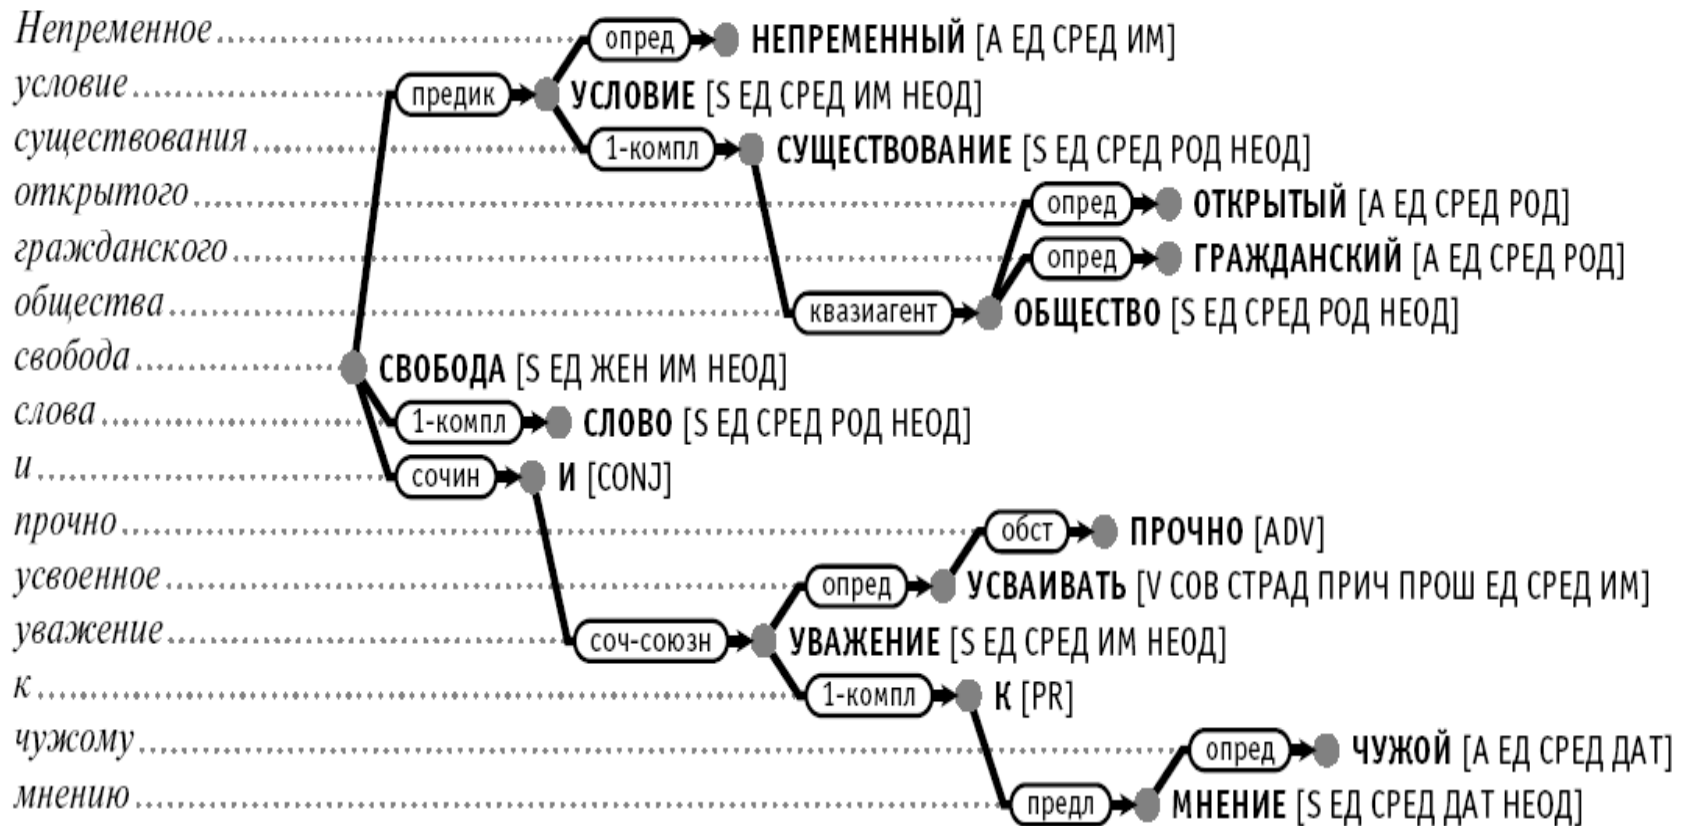 Непременное опред НЕПРЕМЕННЫЙ [A ЕД СРЕД ИМ]
условие предик УСЛОВИЕ [S ЕД СРЕД ИМ НЕОД]
существования 1-компл СУЩЕСТВОВАНИЕ [S ЕД СРЕД РОД НЕОД]
открытого опред ОТКРЫТЫЙ [A ЕД СРЕД РОД]
гражданского опред ГРАЖДАНСКИЙ [A ЕД СРЕД РОД]
общества квазиагент ОБЩЕСТВО [S ЕД СРЕД РОД НЕОД]
свобода СВОБОДА [S ЕД ЖЕН ИМ НЕОД]
слова 1-компл СЛОВО [S ЕД СРЕД РОД НЕОД]
и сочин И [CONJ]
прочно обст ПРОЧНО [ADV]
усвоенное опред УСВАИВАТЬ [V СОВ СТРАД ПРИЧ ПРОШ ЕД СРЕД ИМ]
уважение соч-союзн УВАЖЕНИЕ [S ЕД СРЕД ИМ НЕОД]
к 1-компл К [PR]
чужому опред ЧУЖОЙ [A ЕД СРЕД ДАТ]
мнению предл МНЕНИЕ [S ЕД СРЕД ДАТ НЕОД]